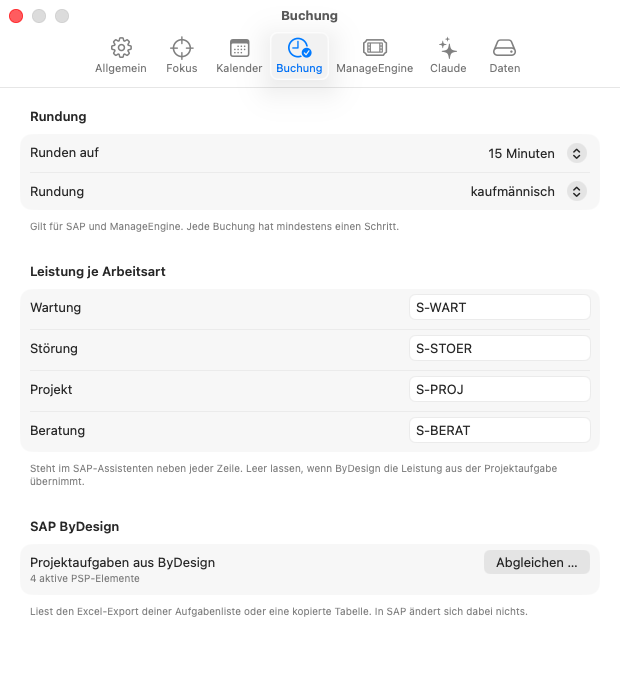 Buchung
Allgemein
Fokus
Kalender
Buchung
ManageEngine
Claude
Daten
Rundung
Runden auf
15 Minuten
Rundung
kaufmännisch
Gilt für SAP und ManageEngine. Jede Buchung hat mindestens einen Schritt.
Leistung je Arbeitsart
Wartung
S-WART
Störung
S-STOER
Projekt
S-PROJ
Beratung
S-BERAT
Steht im SAP-Assistenten neben jeder Zeile. Leer lassen, wenn ByDesign die Leistung aus der Projektaufgabe
übernimmt.
SAP ByDesign
Projektaufgaben aus ByDesign
Abgleichen ...
4 aktive PSP-Elemente
Liest den Excel-Export deiner Aufgabenliste oder eine kopierte Tabelle. In SAP ändert sich dabei nichts.